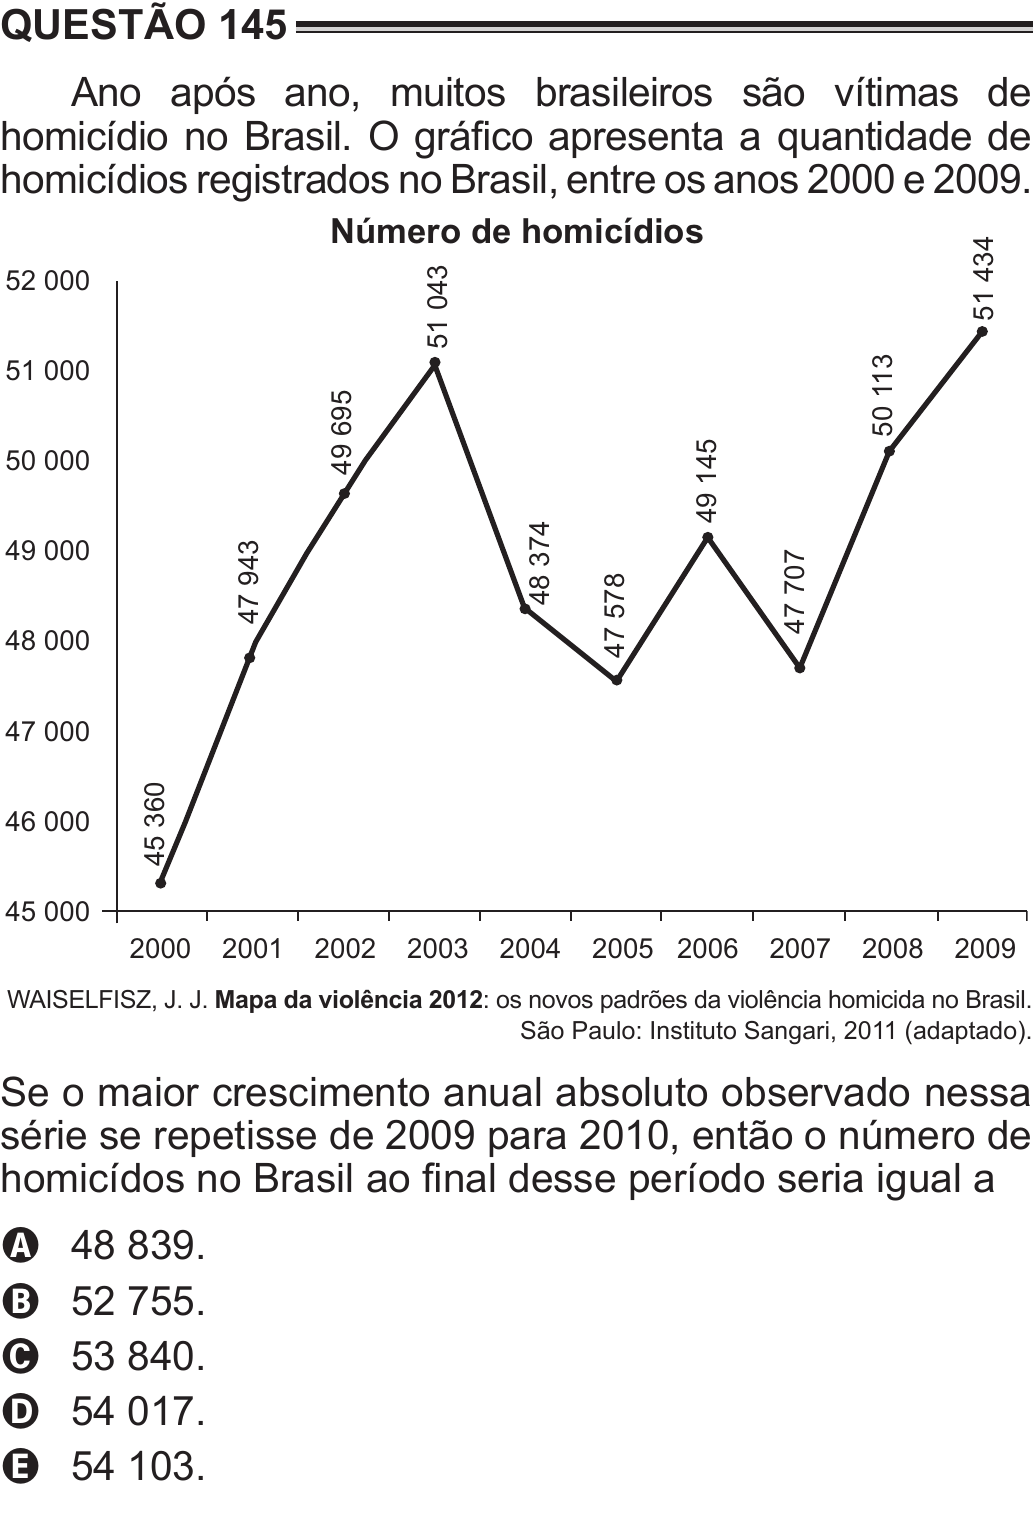 QUESTÃO 145
Ano após ano, muitos brasileiros são vítimas de
homicídio no Brasil. O gráfico apresenta a quantidade de
homicídios registrados no Brasil, entre os anos 2000 e 2009.
Número de homicídios
52 000
51 000
50 000
49 000
48 000
47 000
46 000
45 000
45 360
47 943
49 695
51 043
48 374
47 578
49 145
47 707
50 113
51 434
2000 2001 2002 2003 2004 2005 2006 2007 2008 2009
WAISELFISZ, J. J. Mapa da violência 2012: os novos padrões da violência homicida no Brasil.
São Paulo: Instituto Sangari, 2011 (adaptado).
Se o maior crescimento anual absoluto observado nessa
série se repetisse de 2009 para 2010, então o número de
homicídos no Brasil ao final desse período seria igual a
A 48 839.
B 52 755.
C 53 840.
D 54 017.
E 54 103.